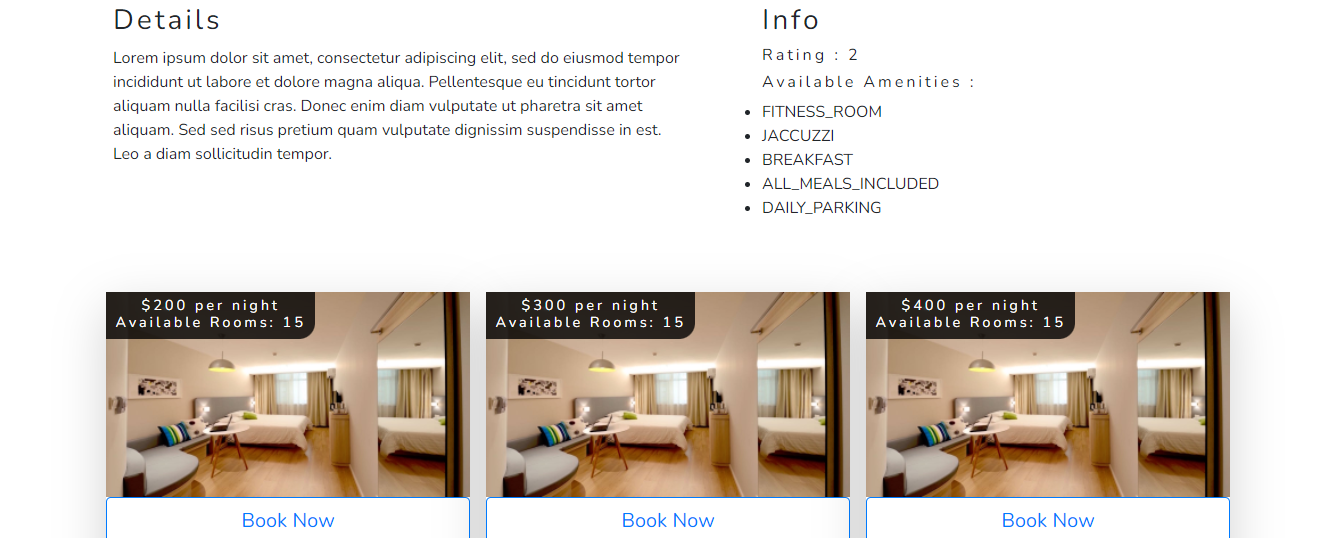 Details
Lorem ipsum dolor sit amet, consectetur adipiscing elit, sed do eiusmod tempor
incididunt ut labore et dolore magna aliqua. Pellentesque eu tincidunt tortor
aliquam nulla facilisi cras. Donec enim diam vulputate ut pharetra sit amet
aliquam. Sed sed risus pretium quam vulputate dignissim suspendisse in est.
Leo a diam sollicitudin tempor.
Info
Rating : 2
Available Amenities :
• FITNESS_ROOM
• JACCUZZI
• BREAKFAST
• ALL_MEALS_INCLUDED
• DAILY_PARKING
$200 per night
Available Rooms: 15
Book Now
$300 per night
Available Rooms: 15
Book Now
$400 per night
Available Rooms: 15
Book Now